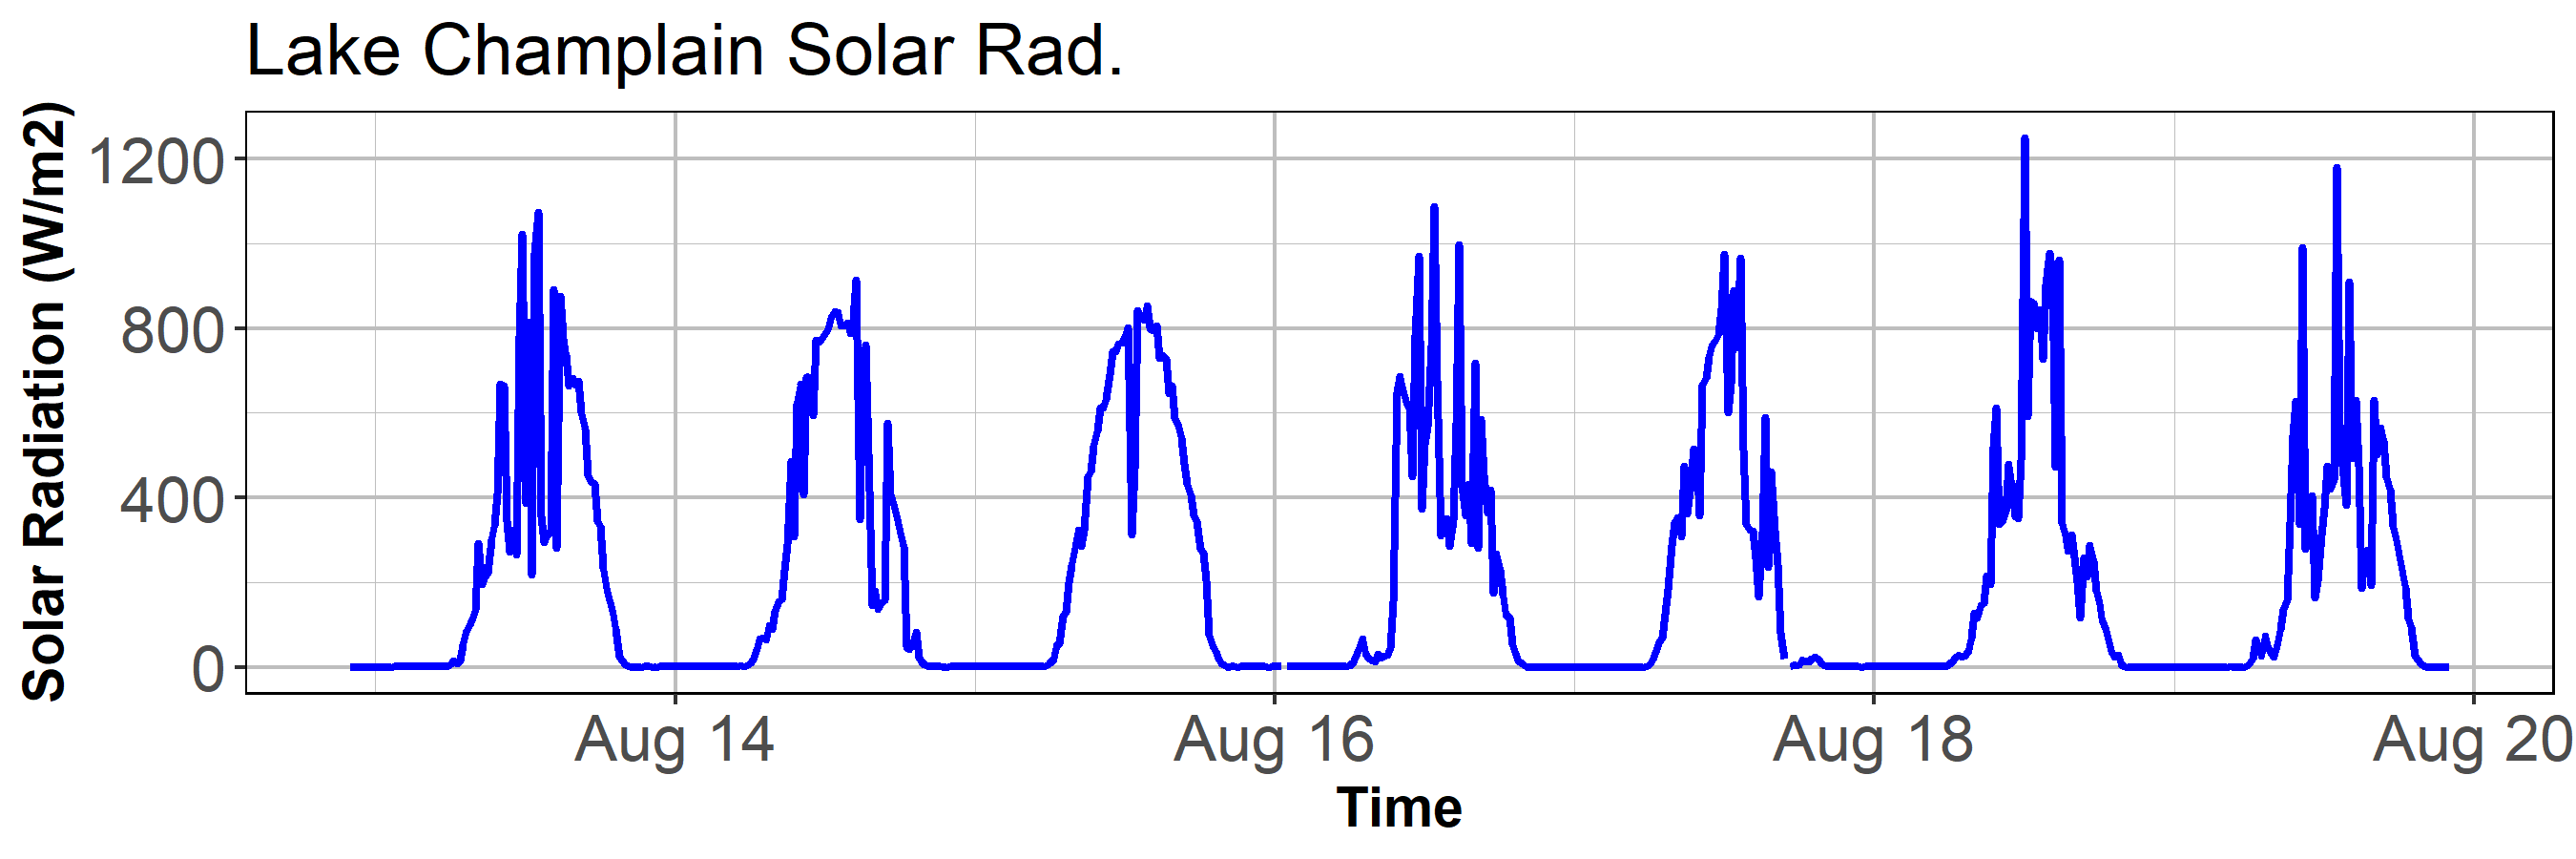 Lake Champlain Solar Rad.
Solar Radiation (W/m2)
1200
800
400
0
Aug 14 Aug 16 Aug 18 Aug 20
Time